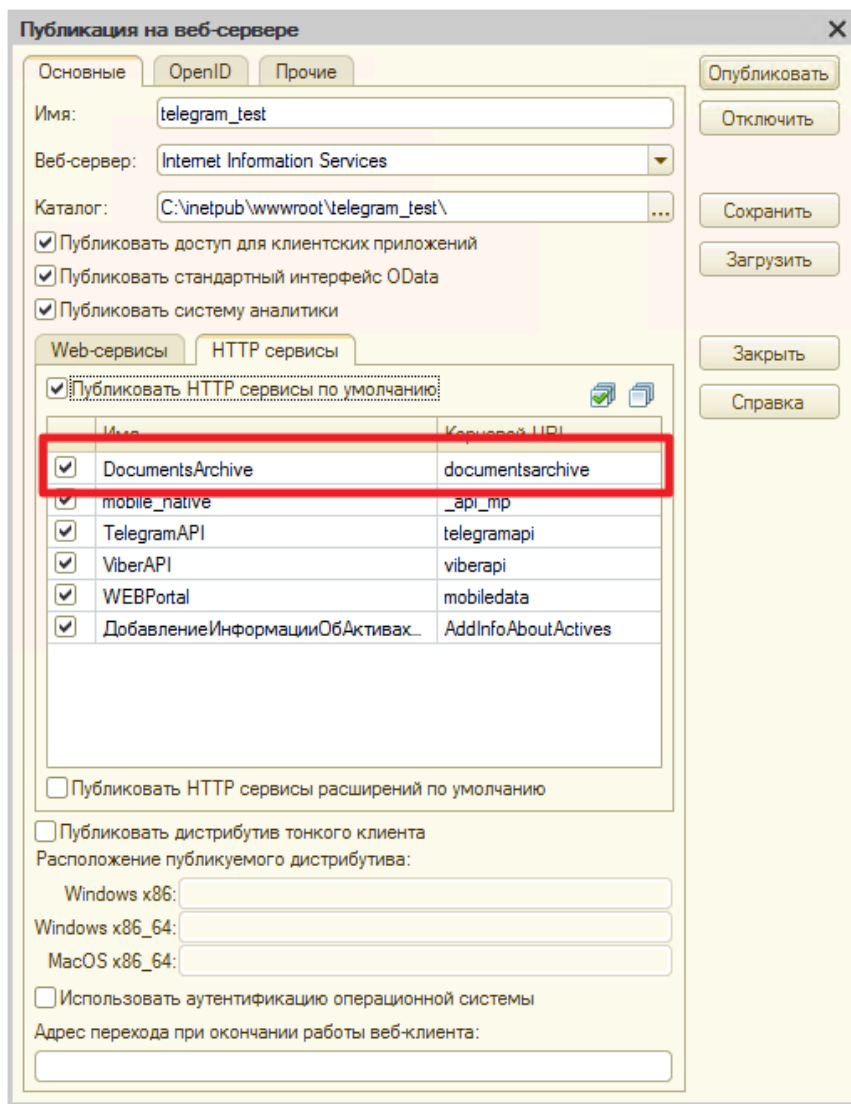 Публикация на веб-сервере
Основные OpenID Прочие
Опубликовать
Имя: telegram_test
Отключить
Веб-сервер: Internet Information Services
Каталог: C:\inetpub\wwwroot\telegram_test\ ...
Сохранить
Публиковать доступ для клиентских приложений
Загрузить
Публиковать стандартный интерфейс OData
Публиковать систему аналитики
Web-сервисы HTTP сервисы
Закрыть
Публиковать HTTP сервисы по умолчанию
Справка
Имя Корневой URL
DocumentsArchive documentsarchive
mobile_native _api_mp
TelegramAPI telegramapi
ViberAPI viberapi
WEBPortal mobiledata
ДобавлениеИнформацииОбАктивах... AddInfoAboutActives
Публиковать HTTP сервисы расширений по умолчанию
Публиковать дистрибутив тонкого клиента
Расположение публикуемого дистрибутива:
Windows x86:
Windows x86_64:
MacOS x86_64:
Использовать аутентификацию операционной системы
Адрес перехода при окончании работы веб-клиента: